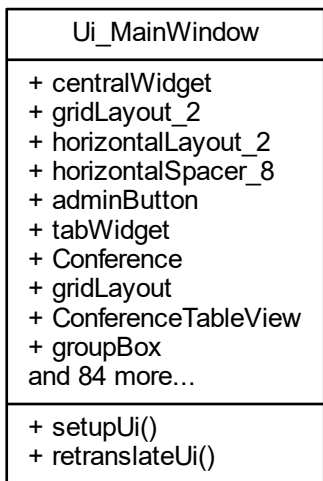 Ui_MainWindow
+ centralWidget
+ gridLayout_2
+ horizontalLayout_2
+ horizontalSpacer_8
+ adminButton
+ tabWidget
+ Conference
+ gridLayout
+ ConferenceTableView
+ groupBox
and 84 more...
+ setupUi()
+ retranslateUi()